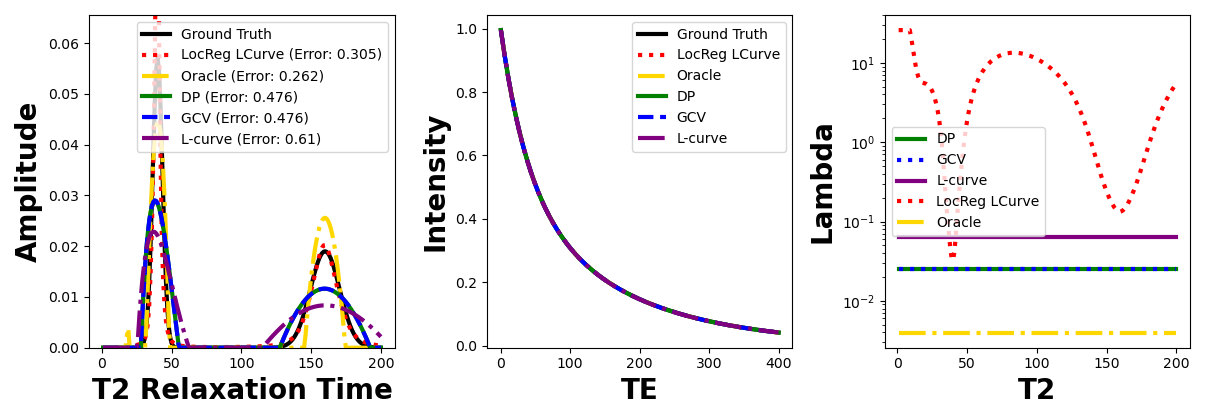 Amplitude
0.06
0.05
0.04
0.03
0.02
0.01
0.00
0
50
100
150
200
T2 Relaxation Time
Ground Truth
LocReg LCurve (Error: 0.305)
Oracle (Error: 0.262)
DP (Error: 0.476)
GCV (Error: 0.476)
L-curve (Error: 0.61)
Intensity
1.0
0.8
0.6
0.4
0.2
0.0
0
100
200
300
400
TE
Ground Truth
LocReg LCurve
Oracle
DP
GCV
L-curve
Lambda
10¹
10⁰
10⁻¹
10⁻²
0
50
100
150
200
T2
DP
GCV
L-curve
LocReg LCurve
Oracle